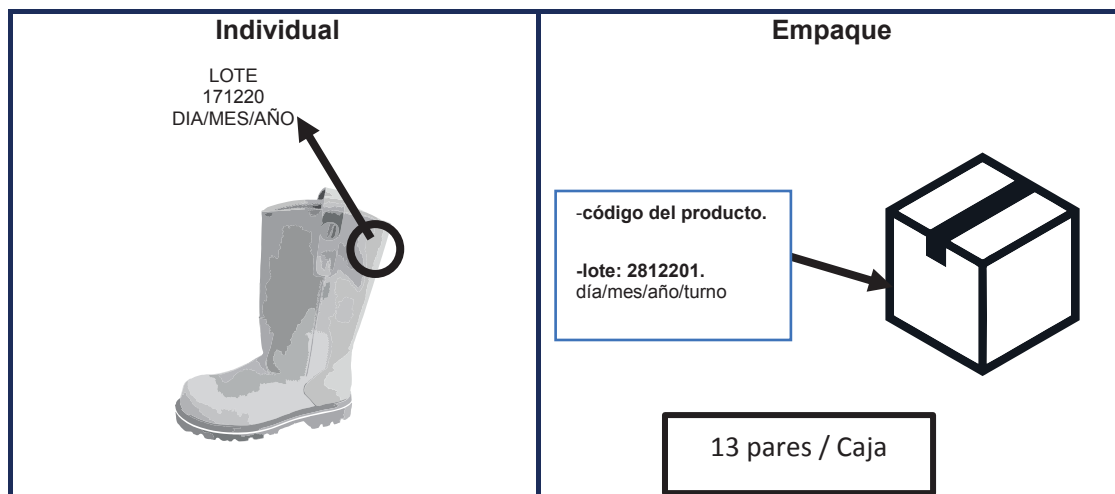 Individual
LOTE
171220
DIA/MES/AÑO
Empaque
-código del producto.
-lote: 2812201.
día/mes/año/turno
13 pares / Caja